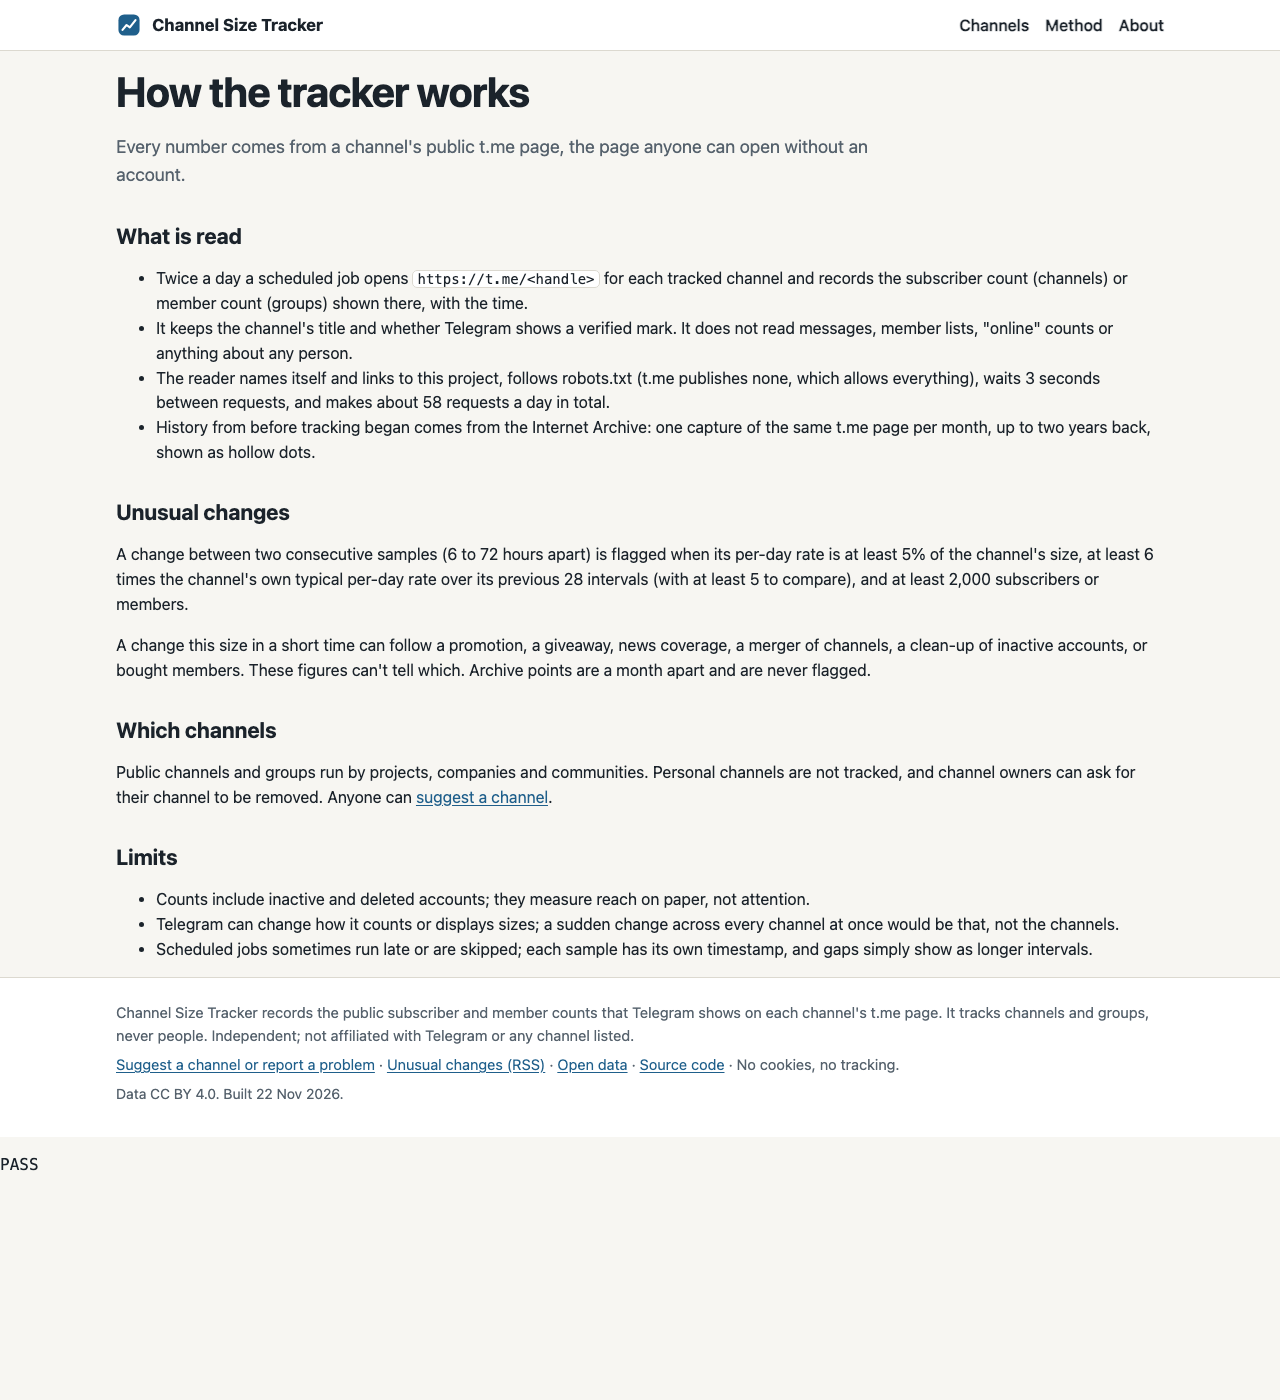 Channel Size Tracker
Channels Method About
How the tracker works
Every number comes from a channel's public t.me page, the page anyone can open without an
account.
What is read
• Twice a day a scheduled job opens https://t.me/<handle> for each tracked channel and records the subscriber count (channels) or
member count (groups) shown there, with the time.
• It keeps the channel's title and whether Telegram shows a verified mark. It does not read messages, member lists, "online" counts or
anything about any person.
• The reader names itself and links to this project, follows robots.txt (t.me publishes none, which allows everything), waits 3 seconds
between requests, and makes about 58 requests a day in total.
• History from before tracking began comes from the Internet Archive: one capture of the same t.me page per month, up to two years back,
shown as hollow dots.
Unusual changes
A change between two consecutive samples (6 to 72 hours apart) is flagged when its per-day rate is at least 5% of the channel's size, at least 6
times the channel's own typical per-day rate over its previous 28 intervals (with at least 5 to compare), and at least 2,000 subscribers or
members.
A change this size in a short time can follow a promotion, a giveaway, news coverage, a merger of channels, a clean-up of inactive accounts, or
bought members. These figures can't tell which. Archive points are a month apart and are never flagged.
Which channels
Public channels and groups run by projects, companies and communities. Personal channels are not tracked, and channel owners can ask for
their channel to be removed. Anyone can suggest a channel.
Limits
• Counts include inactive and deleted accounts; they measure reach on paper, not attention.
• Telegram can change how it counts or displays sizes; a sudden change across every channel at once would be that, not the channels.
• Scheduled jobs sometimes run late or are skipped; each sample has its own timestamp, and gaps simply show as longer intervals.
Channel Size Tracker records the public subscriber and member counts that Telegram shows on each channel's t.me page. It tracks channels and groups,
never people. Independent; not affiliated with Telegram or any channel listed.
Suggest a channel or report a problem · Unusual changes (RSS) · Open data · Source code · No cookies, no tracking.
Data CC BY 4.0. Built 22 Nov 2026.
PASS